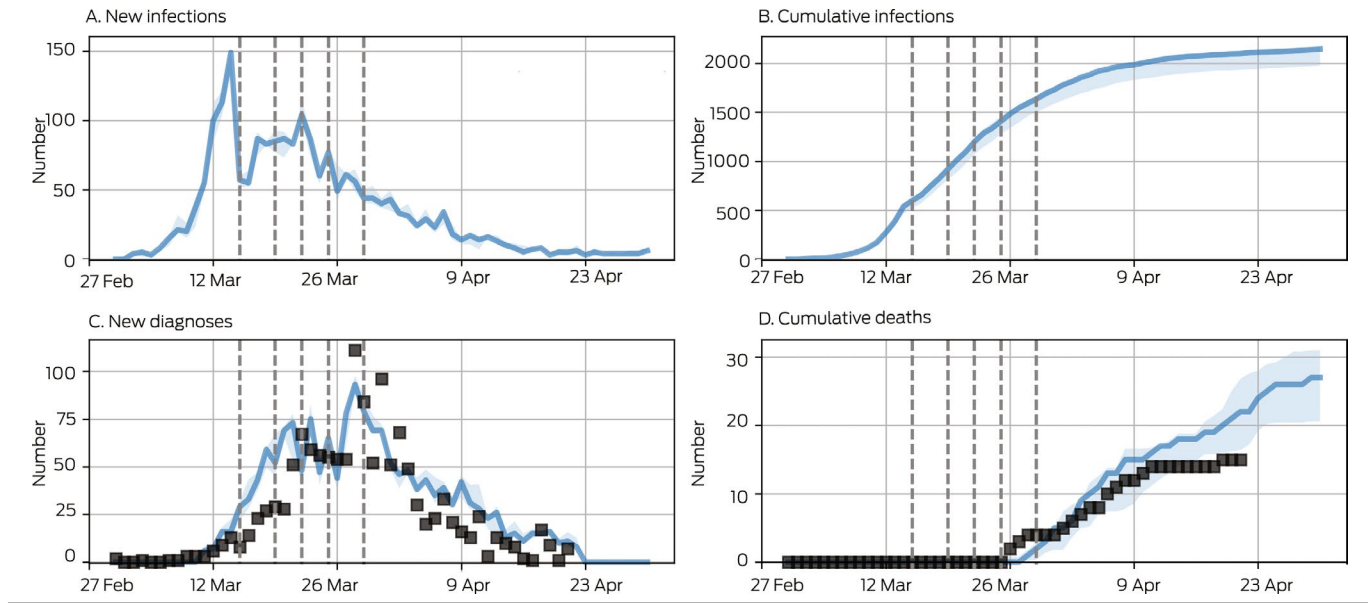 A. New infections
Number
150
100
50
0
27 Feb
12 Mar
26 Mar
9 Apr
23 Apr
B. Cumulative infections
Number
2000
1500
1000
500
0
27 Feb
12 Mar
26 Mar
9 Apr
23 Apr
C. New diagnoses
Number
100
75
50
25
0
27 Feb
12 Mar
26 Mar
9 Apr
23 Apr
D. Cumulative deaths
Number
30
20
10
0
27 Feb
12 Mar
26 Mar
9 Apr
23 Apr